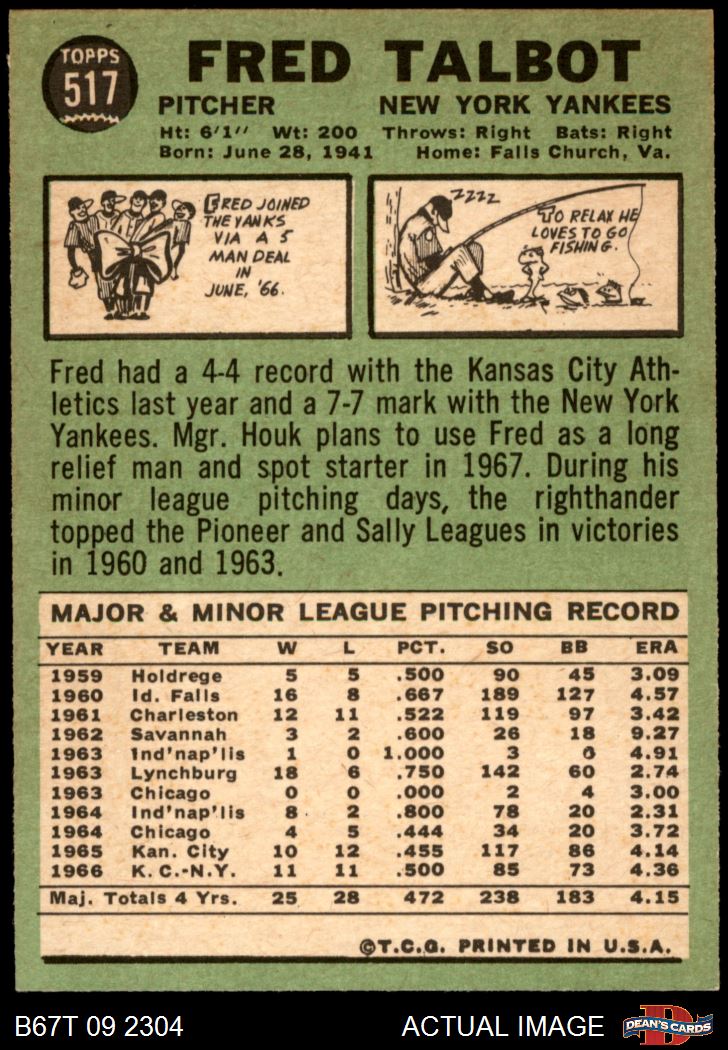 TOPPS
517
FRED TALBOT
PITCHER NEW YORK YANKEES
Ht: 6'1" Wt: 200 Throws: Right Bats: Right
Born: June 28, 1941 Home: Falls Church, Va.
FRED JOINED
THE YANKS
VIA A 5
MAN DEAL
IN
JUNE, '66.
ZZZZ
TO RELAX HE
LOVES TO GO
FISHING.
Fred had a 4-4 record with the Kansas City Ath-
letics last year and a 7-7 mark with the New York
Yankees. Mgr. Houk plans to use Fred as a long
relief man and spot starter in 1967. During his
minor league pitching days, the righthander
topped the Pioneer and Sally Leagues in victories
in 1960 and 1963.
MAJOR & MINOR LEAGUE PITCHING RECORD
YEAR TEAM W L PCT. SO BB ERA
1959 Holdrege 5 5 .500 90 45 3.09
1960 Id. Falls 16 8 .667 189 127 4.57
1961 Charleston 12 11 .522 119 97 3.42
1962 Savannah 3 2 .600 26 18 9.27
1963 Ind'nap'lis 1 0 1.000 3 4.91
1963 Lynchburg 18 6 .750 142 60 2.74
1963 Chicago 0 0 .000 2 4 3.00
1964 Ind'nap'lis 8 2 .800 78 20 2.31
1964 Chicago 4 5 .444 34 20 3.72
1965 Kan. City 10 12 .455 117 86 4.14
1966 K.C.-N.Y. 11 11 .500 85 73 4.36
Maj. Totals 4 Yrs. 25 28 472 238 183 4.15
©T.C.G. PRINTED IN U.S.A.
B67T 09 2304 ACTUAL IMAGE
D
DEAN'S CARDS